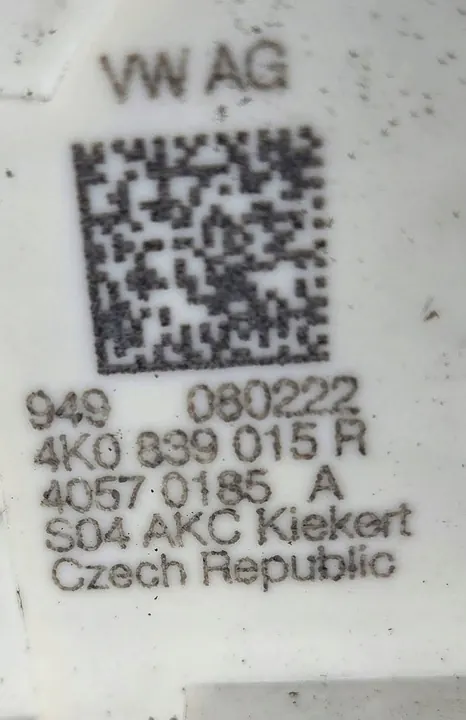 VW AG
949 080222
4K0 839 015 R
4057 0185 A
S04 AKC Kiekert
Czech Republic